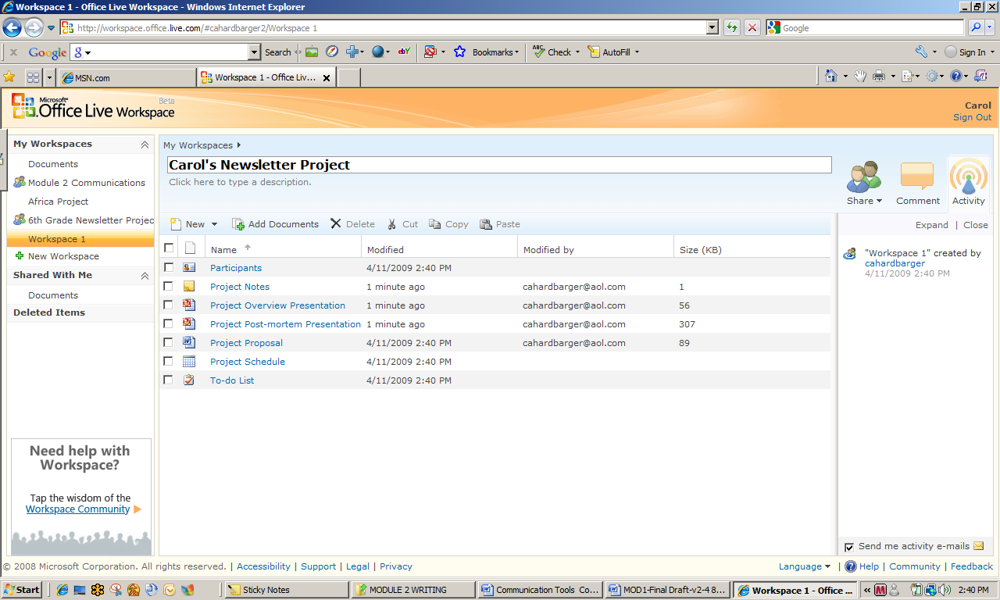 Workspace 1 - Office Live Workspace - Windows Internet Explorer
http://workspace.office.live.com/#cahardbarger2/Workspace 1
Google
Google
Search
Bookmarks
Check
AutoFill
Sign In
MSN.com
Workspace 1 - Office Liv...
Microsoft
Office Live Workspace
Beta
Carol
Sign Out
My Workspaces
Documents
Module 2 Communications
Africa Project
6th Grade Newsletter Projec
Workspace 1
New Workspace
Shared With Me
Documents
Deleted Items
Need help with
Workspace?
Tap the wisdom of the
Workspace Community
My Workspaces
Carol's Newsletter Project
Click here to type a description.
Share
Comment
Activity
New
Add Documents
Delete
Cut
Copy
Paste
Name Modified Modified by Size (KB)
Participants 4/11/2009 2:40 PM
Project Notes 1 minute ago cahardbarger@aol.com 1
Project Overview Presentation 1 minute ago cahardbarger@aol.com 56
Project Post-mortem Presentation 1 minute ago cahardbarger@aol.com 307
Project Proposal 4/11/2009 2:40 PM cahardbarger@aol.com 89
Project Schedule 4/11/2009 2:40 PM
To-do List 4/11/2009 2:40 PM
Expand | Close
"Workspace 1" created by
cahardbarger
4/11/2009 2:40 PM
Send me activity e-mails
© 2008 Microsoft Corporation. All rights reserved. | Accessibility | Support | Legal | Privacy
Language | Help | Community | Feedback
Start
Sticky Notes
MODULE 2 WRITING
Communication Tools Co...
MOD1-Final Draft-v2-4 8...
Workspace 1 - Office ...
2:40 PM